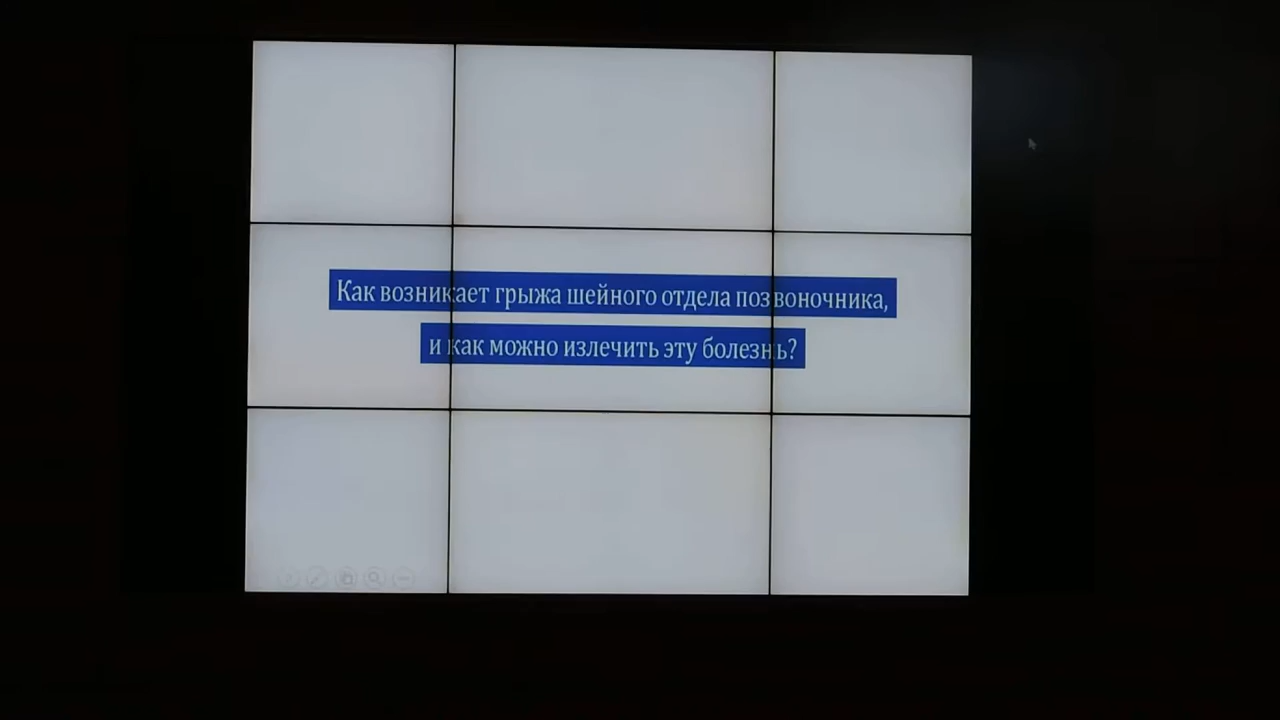 Как возникает грыжа шейного отдела позвоночника,
и как можно излечить эту болезнь?